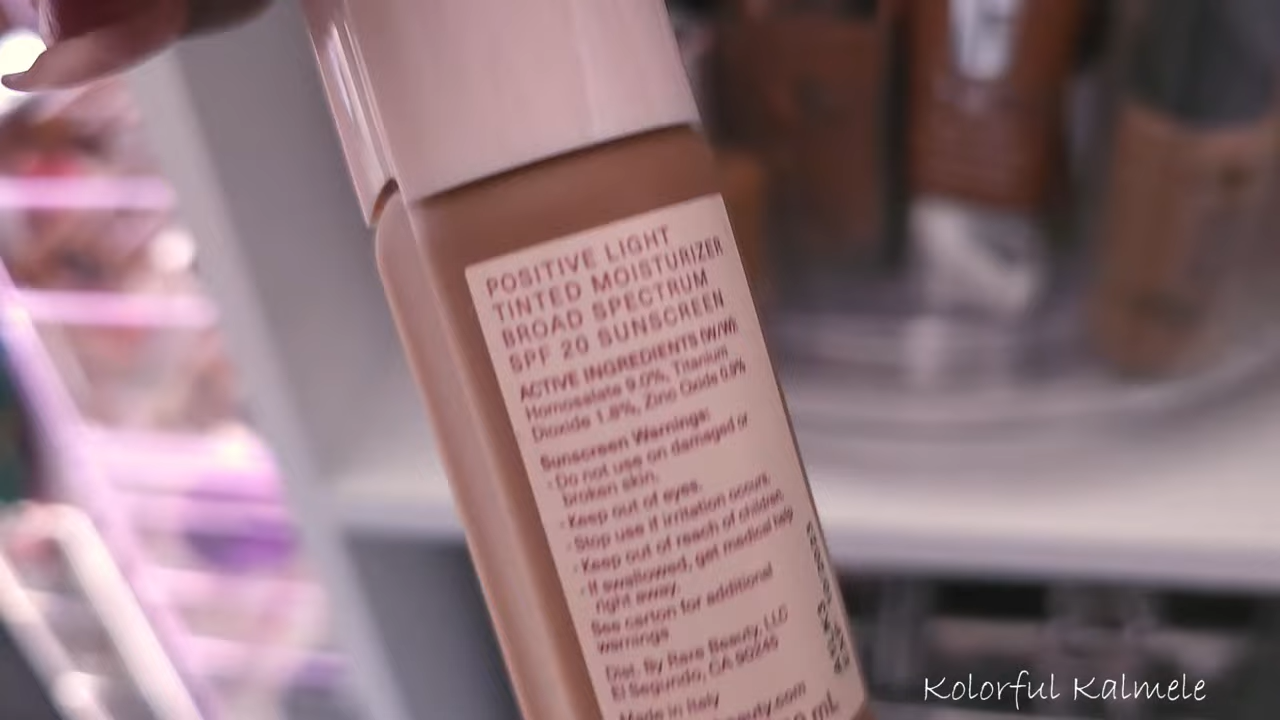 POSITIVE LIGHT
TINTED MOISTURIZER
BROAD SPECTRUM
SPF 20 SUNSCREEN
ACTIVE INGREDIENTS (W/W):
Homosalate 9.0%, Titanium
Dioxide 1.8%, Zinc Oxide 0.9%
Sunscreen Warnings:
- Do not use on damaged or
broken skin.
- Keep out of eyes.
- Stop use if irritation occurs.
- Keep out of reach of children.
- If swallowed, get medical help
right away.
See carton for additional
warnings.
Dist. By Rare Beauty, LLC
El Segundo, CA 90245
Made in Italy
eauty.com
mL
Kolorful Kalmele